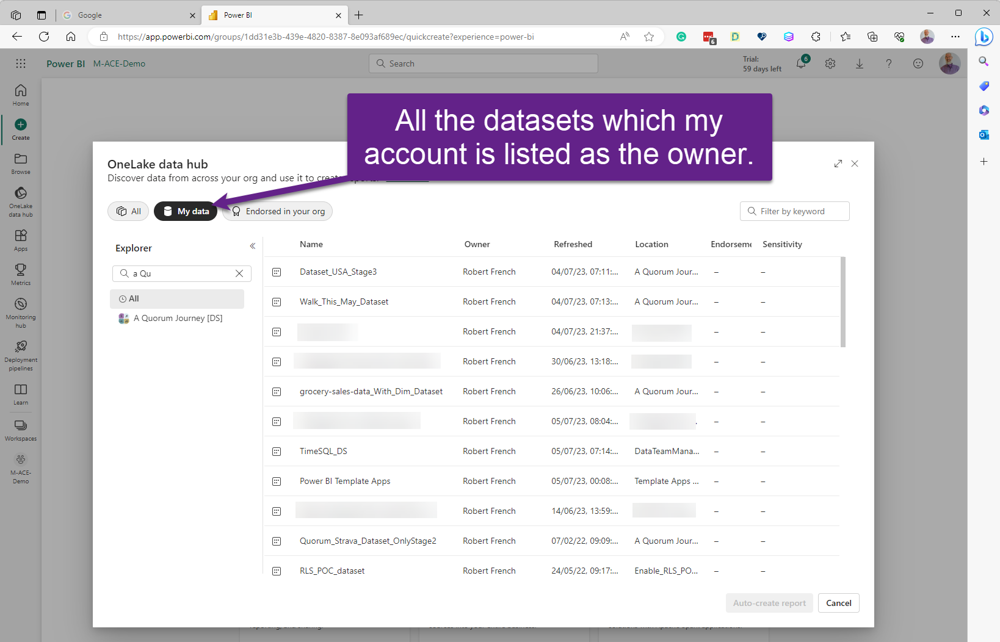 Google
Power BI
https://app.powerbi.com/groups/1dd31e3b-439e-4820-8387-8e093af689ec/quickcreate?experience=power-bi
6
Power BI M-ACE-Demo
Search
Trial:
59 days left
6
Home
Create
Browse
OneLake
data hub
Apps
Metrics
Monitoring
hub
Deployment
pipelines
Learn
Workspaces
M-ACE-
Demo
All the datasets which my
account is listed as the owner.
OneLake data hub
Discover data from across your org and use it to create
All
My data
Endorsed in your org
Filter by keyword
Explorer
a Qu
All
A Quorum Journey [DS]
Name Owner Refreshed Location Endorseme Sensitivity
Dataset_USA_Stage3 Robert French 04/07/23, 07:11:... A Quorum Jour... – –
Walk_This_May_Dataset Robert French 04/07/23, 07:13:... A Quorum Jour... – –
Robert French 04/07/23, 21:37:... – –
Robert French 30/06/23, 13:18:... – –
grocery-sales-data_With_Dim_Dataset Robert French 26/06/23, 10:06:... A Quorum Jour... – –
Robert French 05/07/23, 08:04:... . – –
TimeSQL_DS Robert French 05/07/23, 07:14:... DataTeamMana... – –
Power BI Template Apps Robert French 05/07/23, 00:08:... Template Apps ... – –
Robert French 14/06/23, 13:59:... – –
Quorum_Strava_Dataset_OnlyStage2 Robert French 07/02/22, 09:09:... A Quorum Jour... – –
RLS_POC_dataset Robert French 24/05/22, 09:17:... Enable_RLS_PO... – –
Auto-create report
Cancel